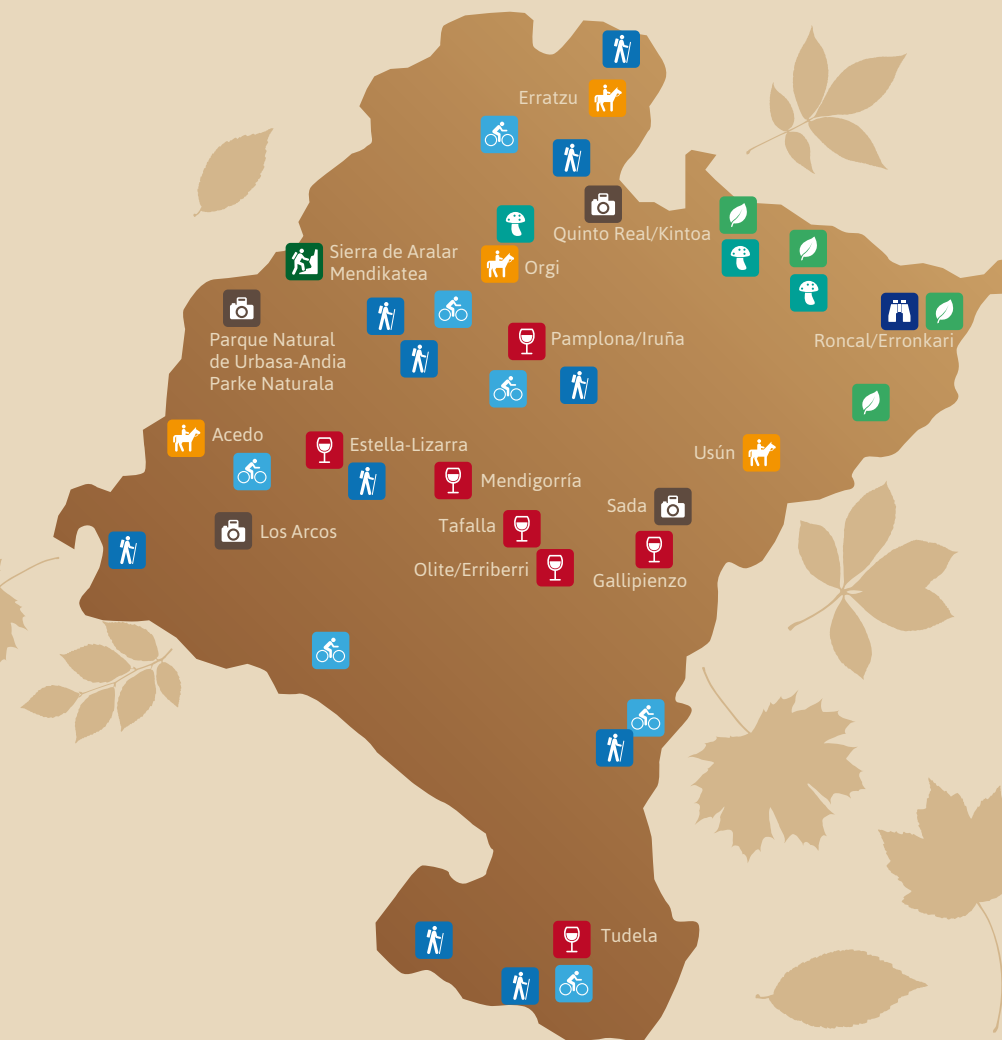 Erratzu
Quinto Real/Kintoa
Sierra de Aralar
Mendikatea
Orgi
Parque Natural
de Urbasa-Andia
Parke Naturala
Pamplona/Iruña
Roncal/Erronkari
Acedo
Estella-Lizarra
Usún
Mendigorría
Sada
Tafalla
Los Arcos
Olite/Erriberri
Gallipienzo
Tudela